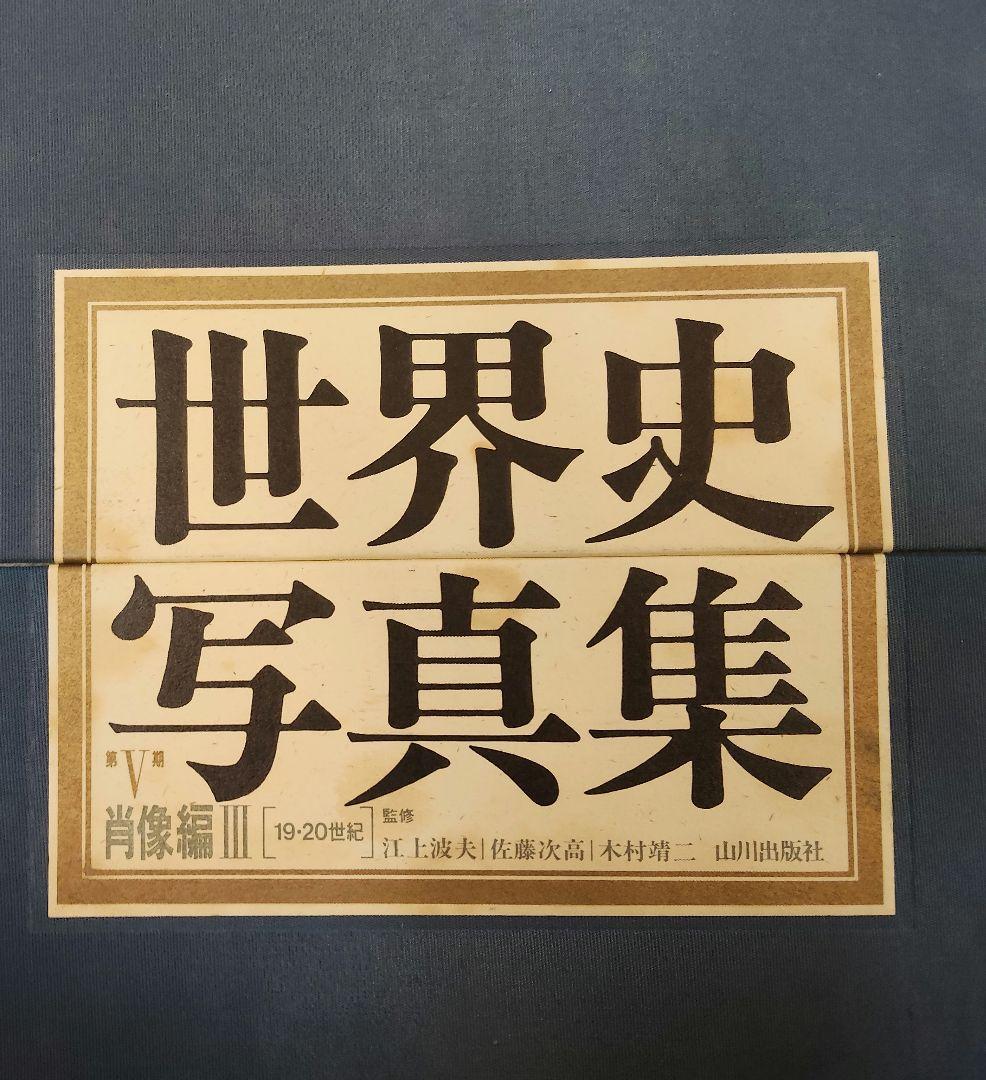 世界史
写真集
第V期
肖像編III [19・20世紀]
監修
江上波夫|佐藤次高|木村靖二 山川出版社